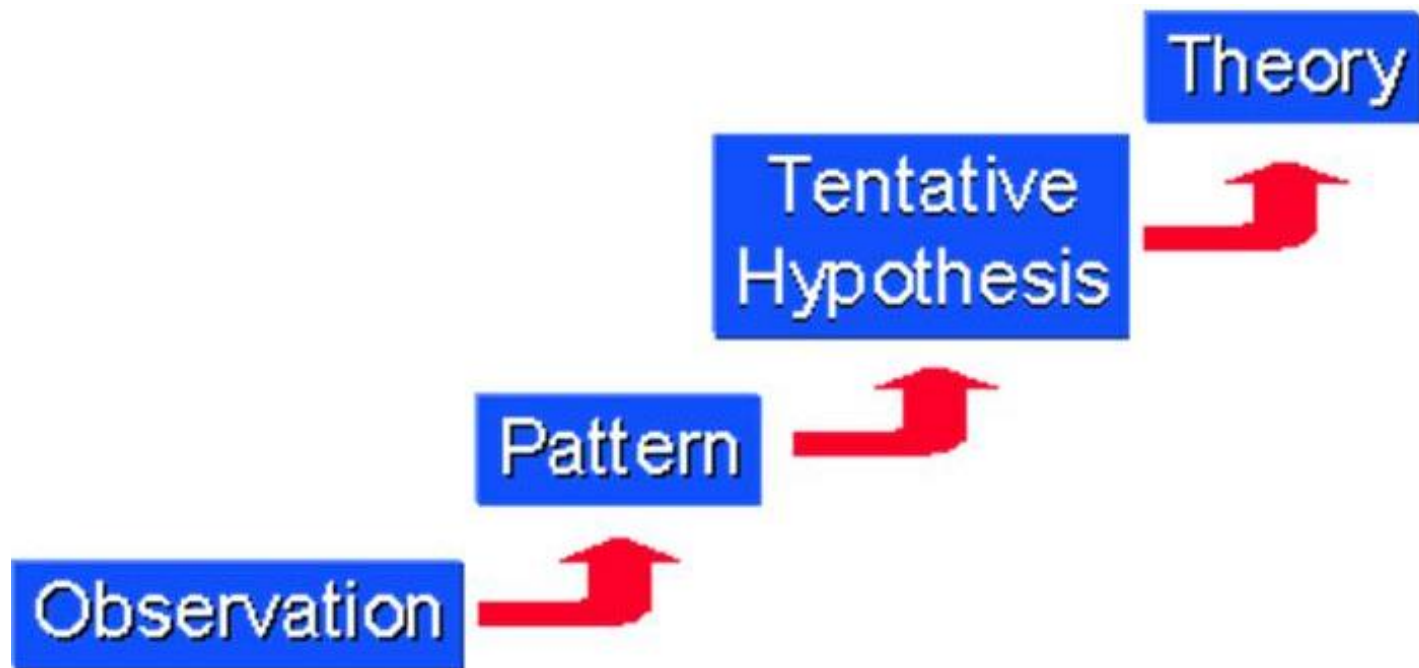 Theory
Tentative
Hypothesis
Pattern
Observation